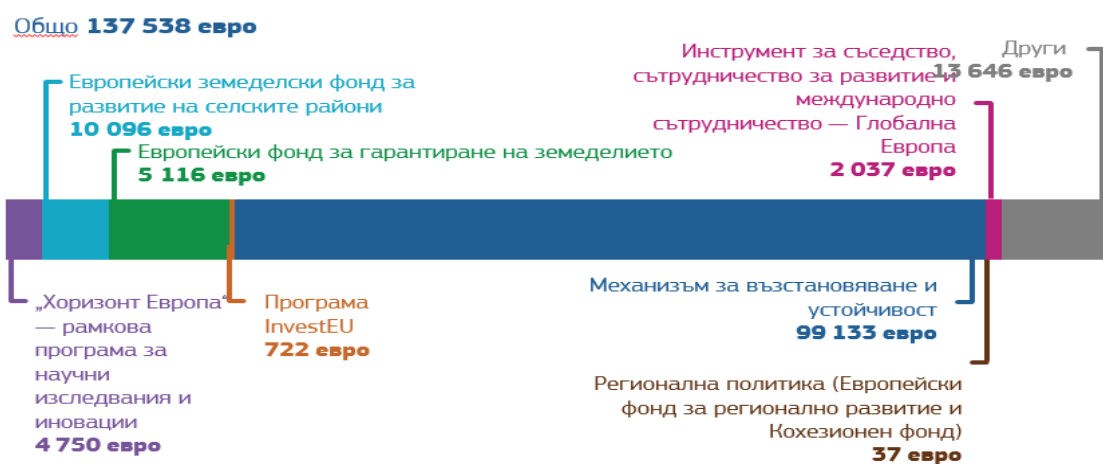 Общо 137 538 евро
Европейски земеделски фонд за
развитие на селските райони
10 096 евро
Европейски фонд за гарантиране на земеделието
5 116 евро
Инструмент за съседство,
сътрудничество за развитие и
международно
сътрудничество — Глобална
Европа
2 037 евро
Други
13 646 евро
„Хоризонт Европа“
— рамкова
програма за
научни
изследвания и
иновации
4 750 евро
Програма
InvestEU
722 евро
Механизъм за възстановяване и
устойчивост
99 133 евро
Регионална политика (Европейски
фонд за регионално развитие и
Кохезионен фонд)
37 евро